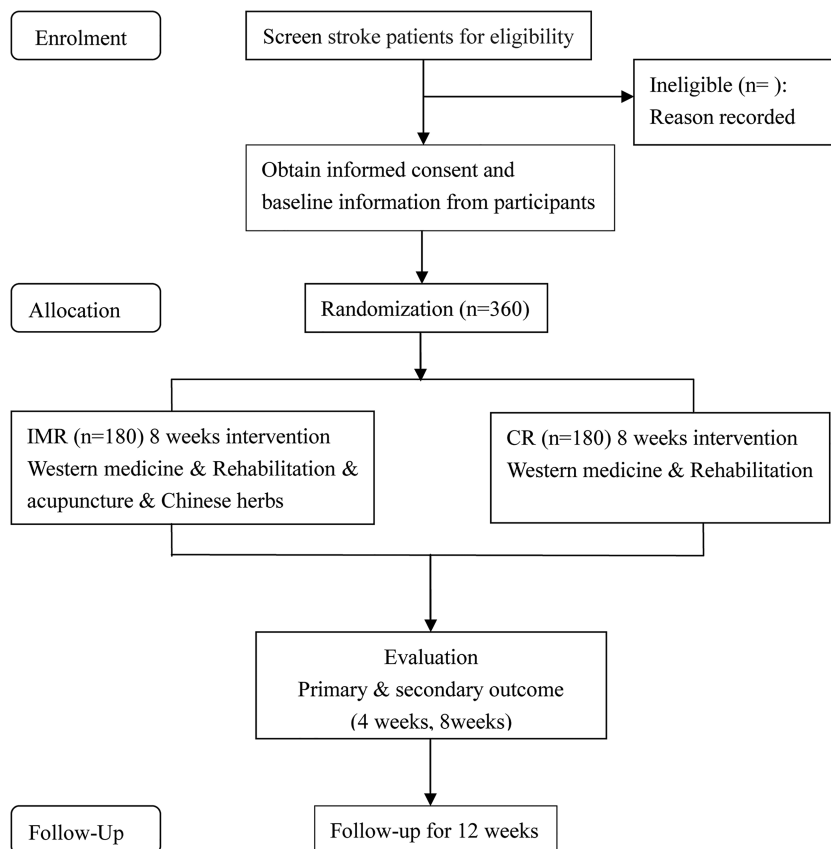 Enrolment
Screen stroke patients for eligibility
Ineligible (n= ):
Reason recorded
Obtain informed consent and
baseline information from participants
Allocation
Randomization (n=360)
IMR (n=180) 8 weeks intervention
Western medicine & Rehabilitation &
acupuncture & Chinese herbs
CR (n=180) 8 weeks intervention
Western medicine & Rehabilitation
Evaluation
Primary & secondary outcome
(4 weeks, 8weeks)
Follow-Up
Follow-up for 12 weeks